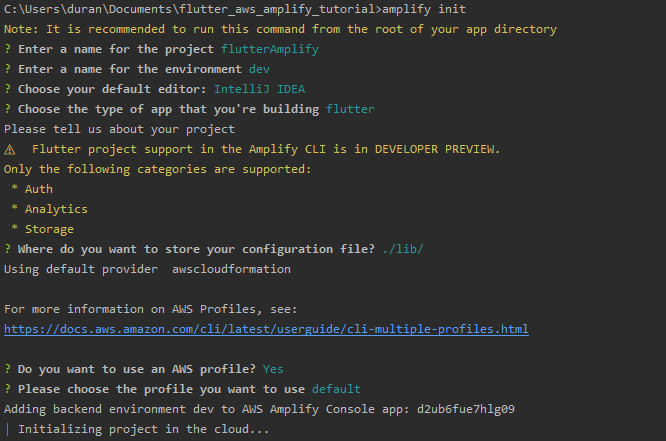 C:\Users\duran\Documents\flutter_aws_amplify_tutorial>amplify init
Note: It is recommended to run this command from the root of your app directory
? Enter a name for the project flutterAmplify
? Enter a name for the environment dev
? Choose your default editor: IntelliJ IDEA
? Choose the type of app that you're building flutter
Please tell us about your project
⚠ Flutter project support in the Amplify CLI is in DEVELOPER PREVIEW.
Only the following categories are supported:
* Auth
* Analytics
* Storage
? Where do you want to store your configuration file? ./lib/
Using default provider  awscloudformation
For more information on AWS Profiles, see:
https://docs.aws.amazon.com/cli/latest/userguide/cli-multiple-profiles.html
? Do you want to use an AWS profile? Yes
? Please choose the profile you want to use default
Adding backend environment dev to AWS Amplify Console app: d2ub6fue7hlg09
| Initializing project in the cloud...